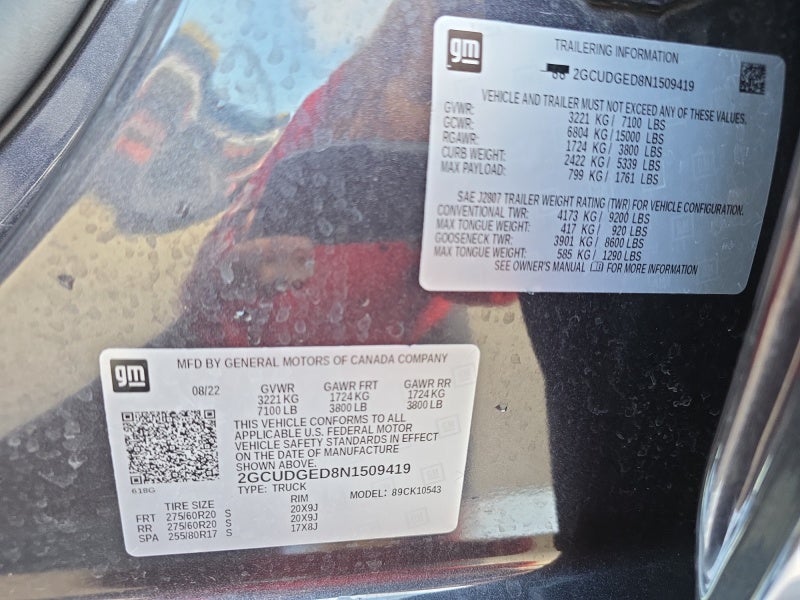 gm
TRAILERING INFORMATION
2GCUDGED8N1509419
VEHICLE AND TRAILER MUST NOT EXCEED ANY OF THESE VALUES.
GVWR: 3221 KG / 7100 LBS
GCWR: 6804 KG / 15000 LBS
RGAWR: 1724 KG / 3800 LBS
CURB WEIGHT: 2422 KG / 5339 LBS
MAX PAYLOAD: 799 KG / 1761 LBS
SAE J2807 TRAILER WEIGHT RATING (TWR) FOR VEHICLE CONFIGURATION.
CONVENTIONAL TWR: 4173 KG / 9200 LBS
MAX TONGUE WEIGHT: 417 KG / 920 LBS
GOOSENECK TWR: 3901 KG / 8600 LBS
MAX TONGUE WEIGHT: 585 KG / 1290 LBS
SEE OWNER'S MANUAL FOR MORE INFORMATION
gm
MFD BY GENERAL MOTORS OF CANADA COMPANY
08/22 GVWR GAWR FRT GAWR RR
3221 KG 1724 KG 1724 KG
7100 LB 3800 LB 3800 LB
THIS VEHICLE CONFORMS TO ALL
APPLICABLE U.S. FEDERAL MOTOR
VEHICLE SAFETY STANDARDS IN EFFECT
ON THE DATE OF MANUFACTURE
SHOWN ABOVE.
2GCUDGED8N1509419
618G
TYPE: TRUCK MODEL: 89CK10543
TIRE SIZE RIM
FRT 275/60R20 S 20X9J
RR 275/60R20 S 20X9J
SPA 255/80R17 S 17X8J